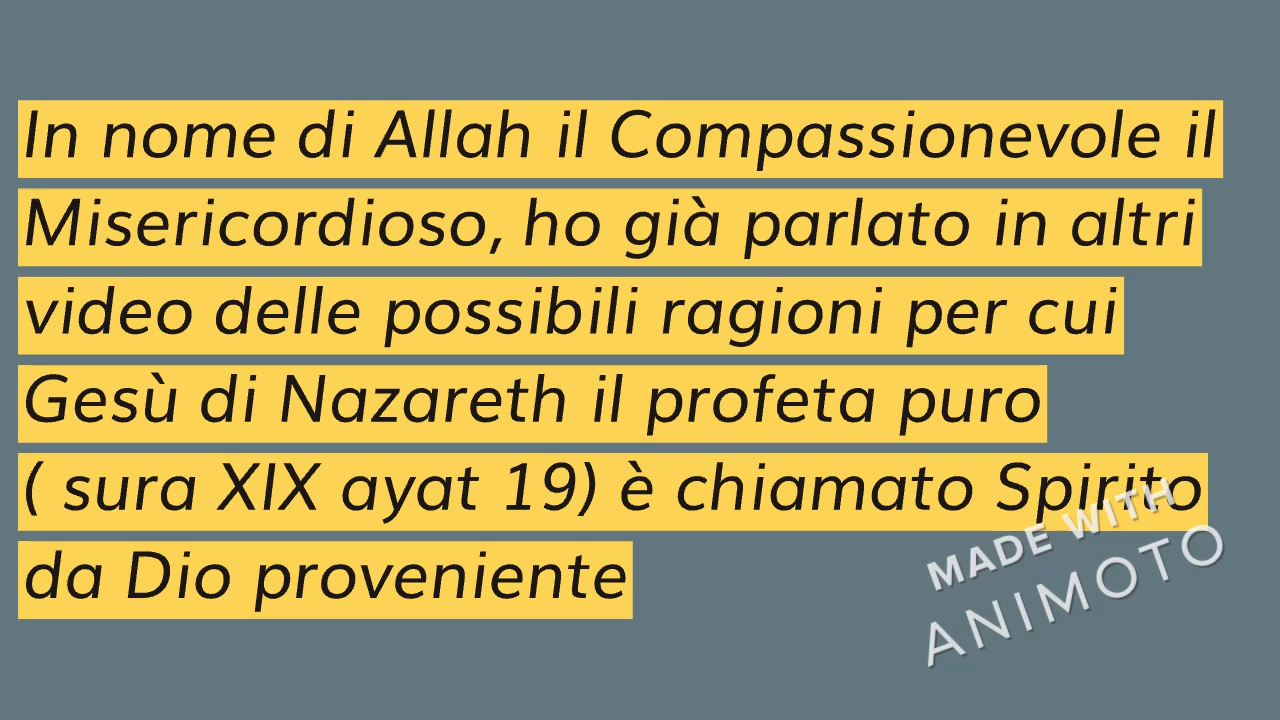 In nome di Allah il Compassionevole il
Misericordioso, ho già parlato in altri
video delle possibili ragioni per cui
Gesù di Nazareth il profeta puro
( sura XIX ayat 19) è chiamato Spirito
da Dio proveniente
MADE WITH
ANIMOTO